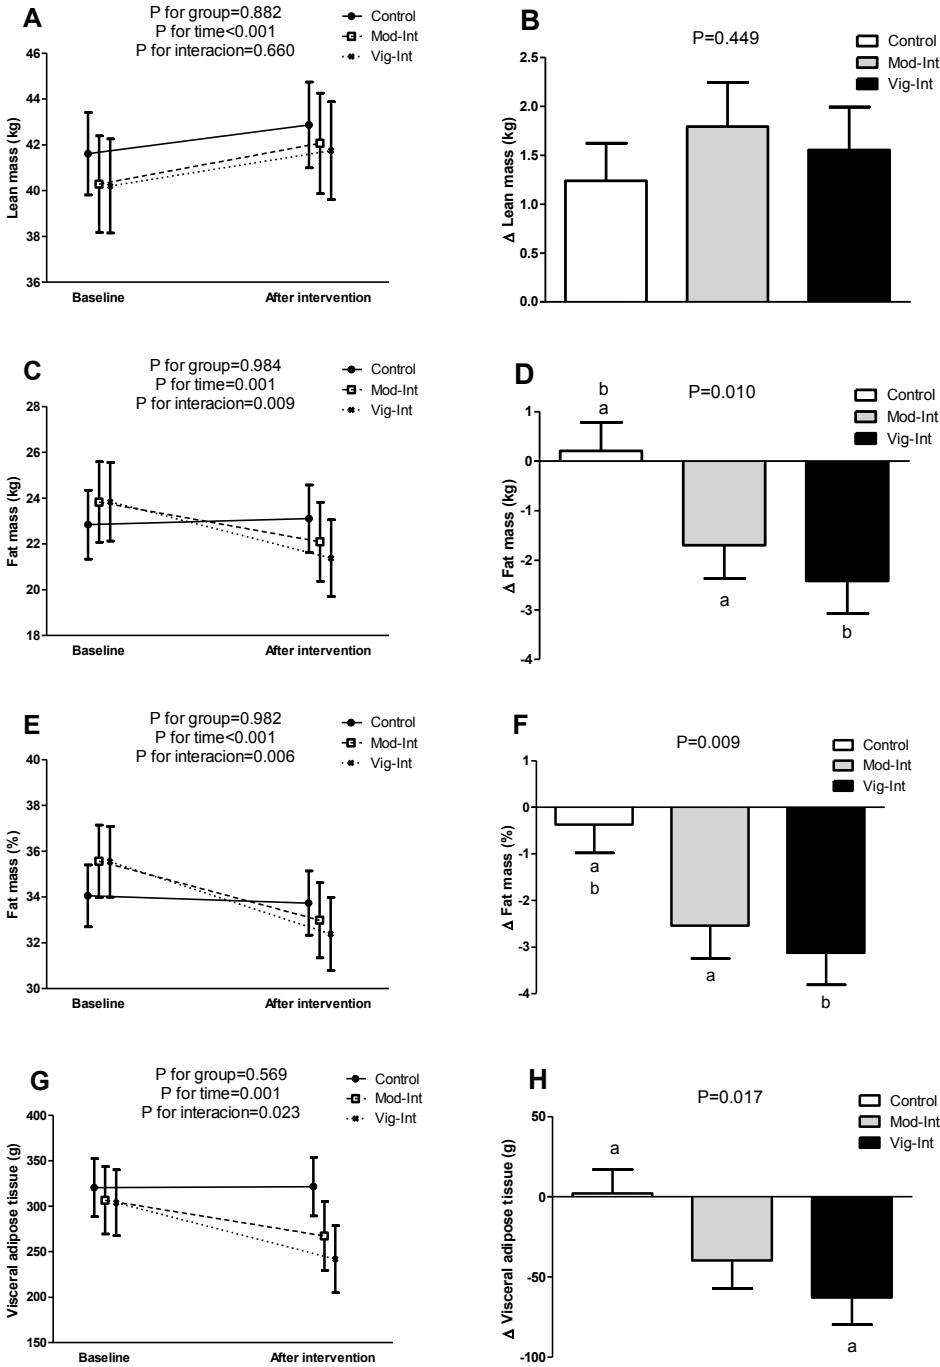 A
P for group=0.882
P for time<0.001
P for interacion=0.660
Control
Mod-Int
Vig-Int
Lean mass (kg)
46
44
42
40
38
36
Baseline
After intervention
B
P=0.449
Control
Mod-Int
Vig-Int
Δ Lean mass (kg)
2.5
2.0
1.5
1.0
0.5
0.0
C
P for group=0.984
P for time=0.001
P for interacion=0.009
Control
Mod-Int
Vig-Int
Fat mass (kg)
28
26
24
22
20
18
Baseline
After intervention
D
P=0.010
Control
Mod-Int
Vig-Int
Δ Fat mass (kg)
1
0
-1
-2
-3
-4
b
a
a
b
E
P for group=0.982
P for time<0.001
P for interacion=0.006
Control
Mod-Int
Vig-Int
Fat mass (%)
40
38
36
34
32
30
Baseline
After intervention
F
P=0.009
Control
Mod-Int
Vig-Int
Δ Fat mass (%)
1
0
-1
-2
-3
-4
a
b
a
b
G
P for group=0.569
P for time=0.001
P for interacion=0.023
Control
Mod-Int
Vig-Int
Visceral adipose tissue (g)
400
350
300
250
200
150
Baseline
After intervention
H
P=0.017
Control
Mod-Int
Vig-Int
Δ Visceral adipose tissue (g)
50
0
-50
-100
a
a